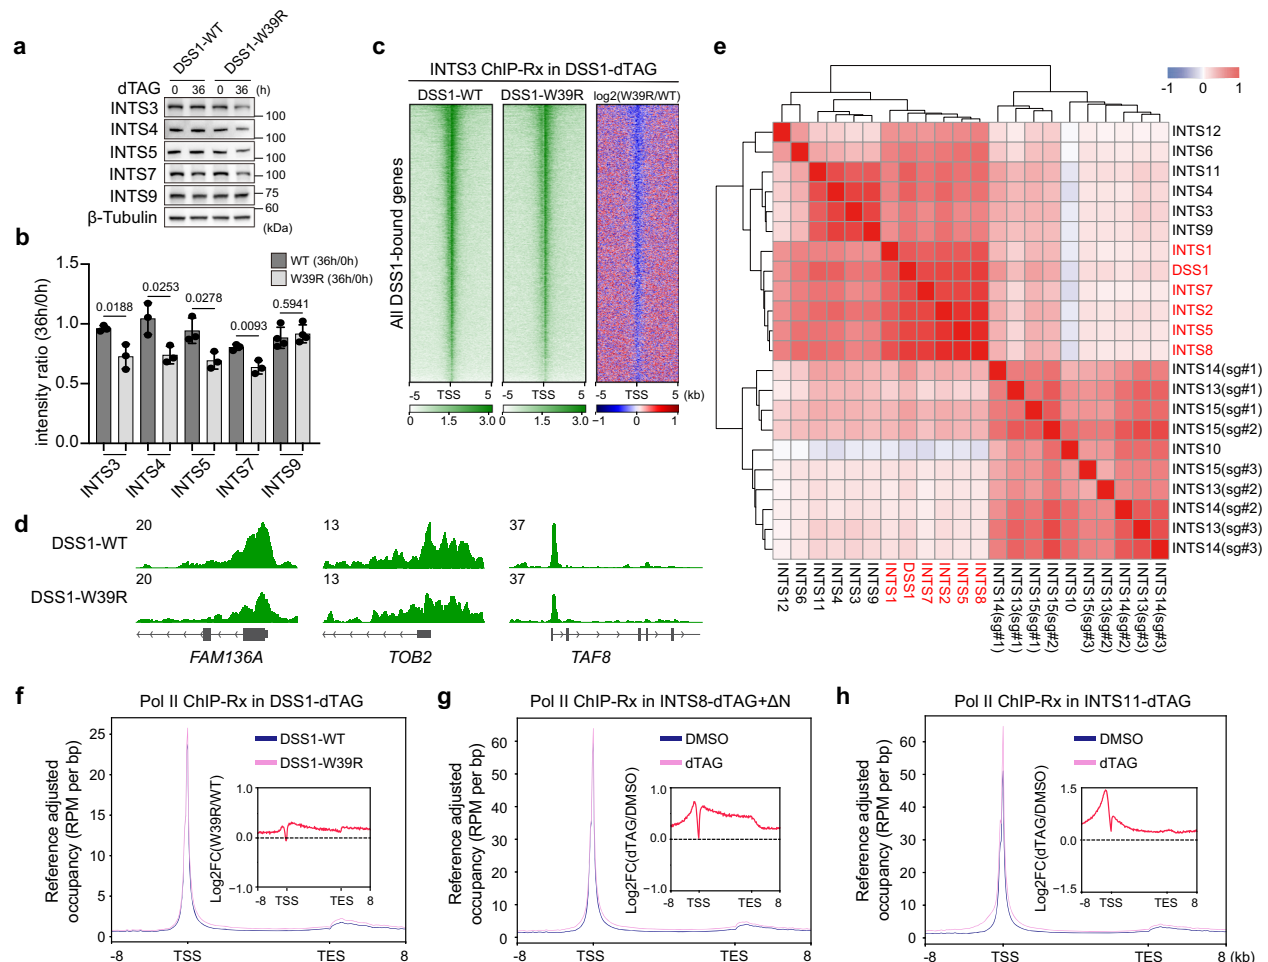 a
DSS1-WT
DSS1-W39R
dTAG 0 36 0 36 (h)
INTS3
100
INTS4
100
INTS5
100
INTS7
100
INTS9
75
60
β-Tubulin
(kDa)
b
intensity ratio (36h/0h)
1.5
1.0
0.5
0.0
WT (36h/0h)
W39R (36h/0h)
0.0188
0.0253
0.0278
0.0093
0.5941
INTS3
INTS4
INTS5
INTS7
INTS9
c
INTS3 ChIP-Rx in DSS1-dTAG
DSS1-WT DSS1-W39R log2(W39R/WT)
All DSS1-bound genes
-5 TSS 5 -5 TSS 5 -5 TSS 5 (kb)
0 1.5 3.0 0 1.5 3.0 −1 0 1
d
DSS1-WT
20 13 37
DSS1-W39R
20 13 37
FAM136A TOB2 TAF8
e
-1 0 1
INTS12
INTS6
INTS11
INTS4
INTS3
INTS9
INTS1
DSS1
INTS7
INTS2
INTS5
INTS8
INTS14(sg#1)
INTS13(sg#1)
INTS15(sg#1)
INTS15(sg#2)
INTS10
INTS15(sg#3)
INTS13(sg#2)
INTS14(sg#2)
INTS13(sg#3)
INTS14(sg#3)
INTS12
INTS6
INTS11
INTS4
INTS3
INTS9
INTS1
DSS1
INTS7
INTS2
INTS5
INTS8
INTS14(sg#1)
INTS13(sg#1)
INTS15(sg#1)
INTS15(sg#2)
INTS10
INTS15(sg#3)
INTS13(sg#2)
INTS14(sg#2)
INTS13(sg#3)
INTS14(sg#3)
f
Pol II ChIP-Rx in DSS1-dTAG
Reference adjusted
occupancy (RPM per bp)
25
20
15
10
5
0
DSS1-WT
DSS1-W39R
Log2FC(W39R/WT)
1.0
0.0
−1.0
-8 TSS TES 8
-8 TSS TES 8
g
Pol II ChIP-Rx in INTS8-dTAG+ΔN
Reference adjusted
occupancy (RPM per bp)
60
50
40
30
20
10
0
DMSO
dTAG
Log2FC(dTAG/DMSO)
1.0
0.0
−1.0
-8 TSS TES 8
-8 TSS TES 8
h
Pol II ChIP-Rx in INTS11-dTAG
Reference adjusted
occupancy (RPM per bp)
60
50
40
30
20
10
0
DMSO
dTAG
Log2FC(dTAG/DMSO)
1.5
0.0
−1.5
-8 TSS TES 8
-8 TSS TES 8 (kb)